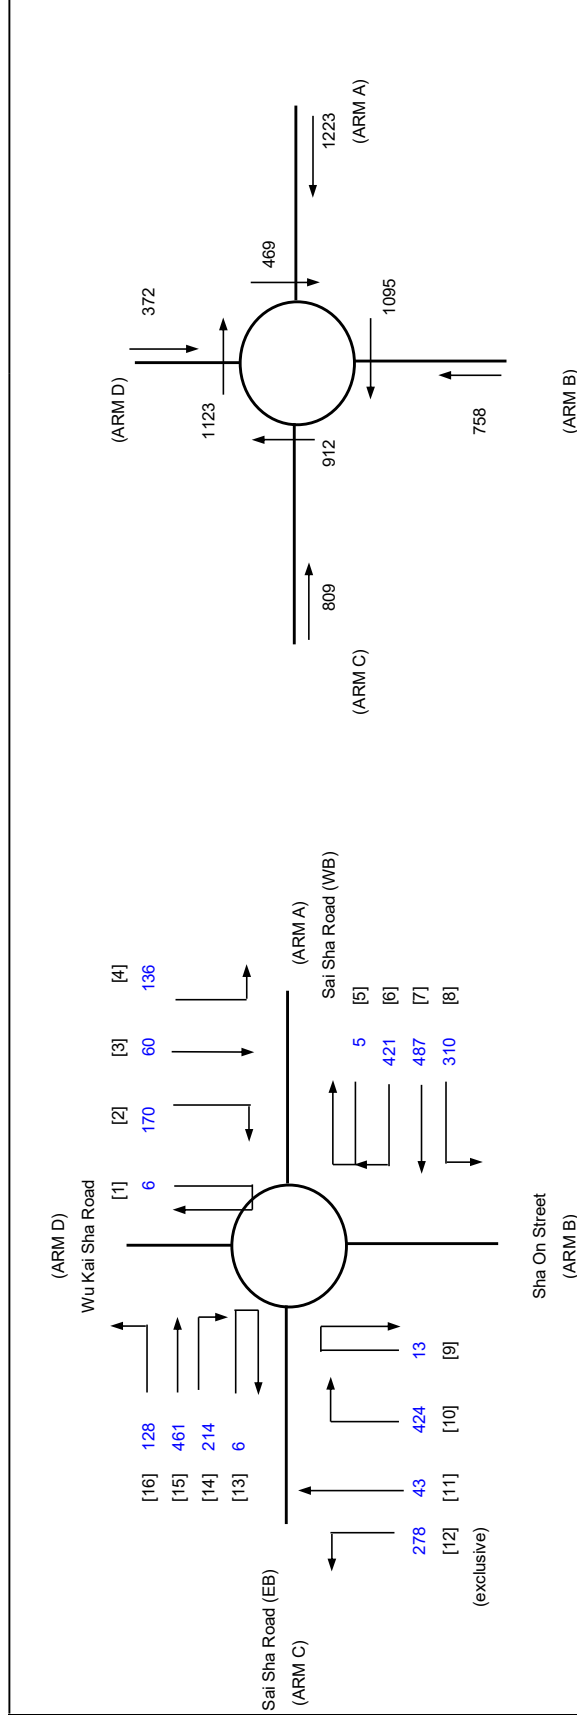 (ARM D)
Wu Kai Sha Road
[1] [2] [3] [4]
6 170 60 136
[16] 128
[15] 461
[14] 214
[13] 6
Sai Sha Road (EB)
(ARM C)
(ARM A)
Sai Sha Road (WB)
5 [5]
421 [6]
487 [7]
310 [8]
278 43 424 13
[12] [11] [10] [9]
(exclusive)
Sha On Street
(ARM B)
(ARM D)
372
1123
469
912
809
(ARM C)
1223
(ARM A)
1095
758
(ARM B)